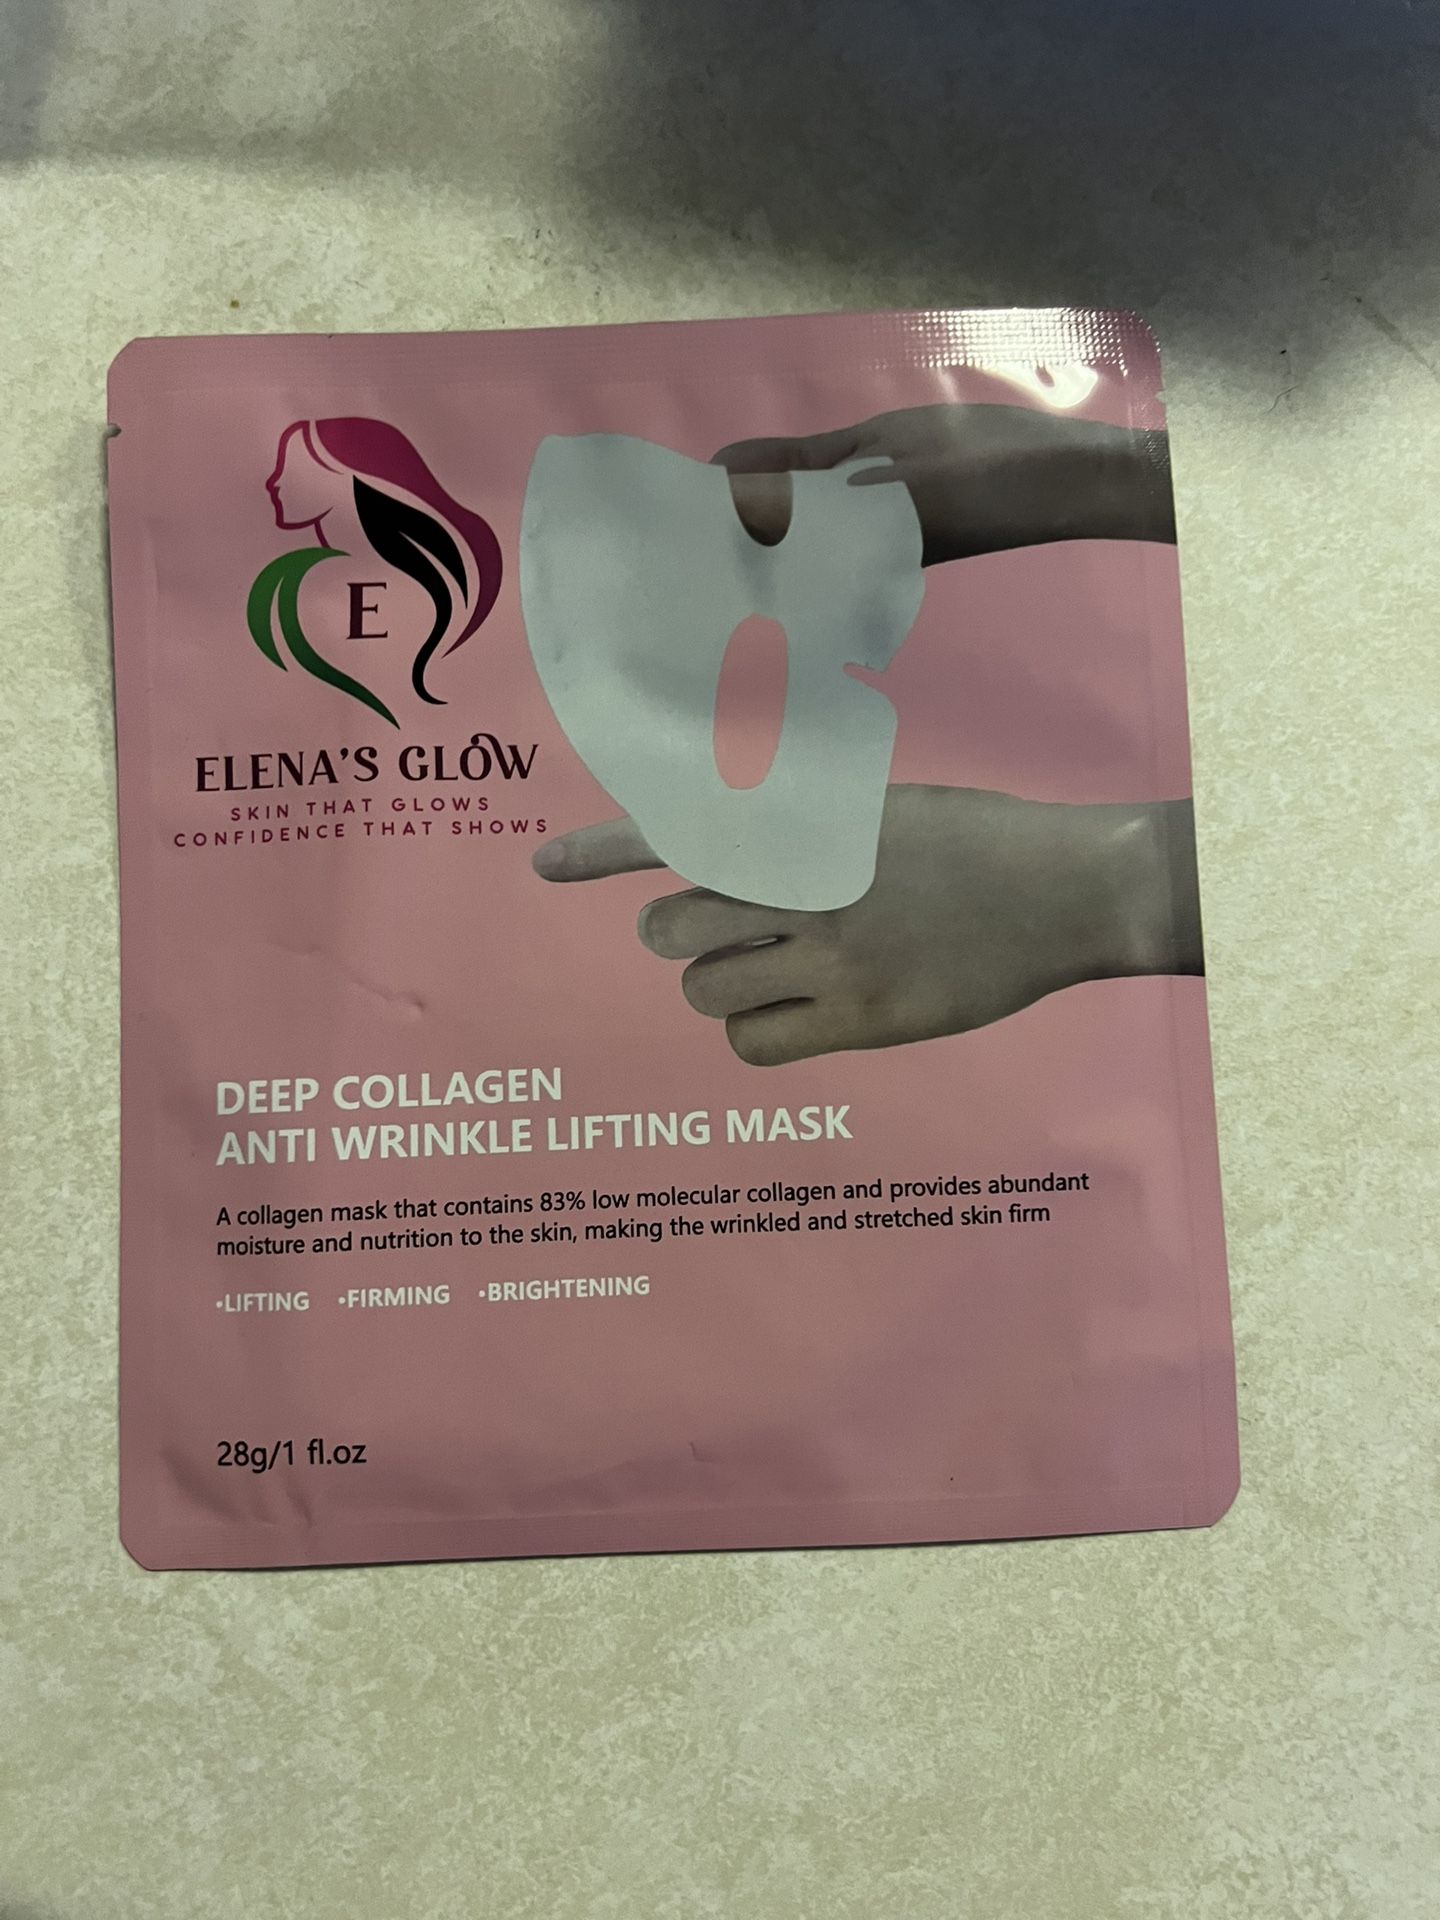 E
ELENA'S GLOW
SKIN THAT GLOWS
CONFIDENCE THAT SHOWS
DEEP COLLAGEN
ANTI WRINKLE LIFTING MASK
A collagen mask that contains 83% low molecular collagen and provides abundant
moisture and nutrition to the skin, making the wrinkled and stretched skin firm
•LIFTING •FIRMING •BRIGHTENING
28g/1 fl.oz